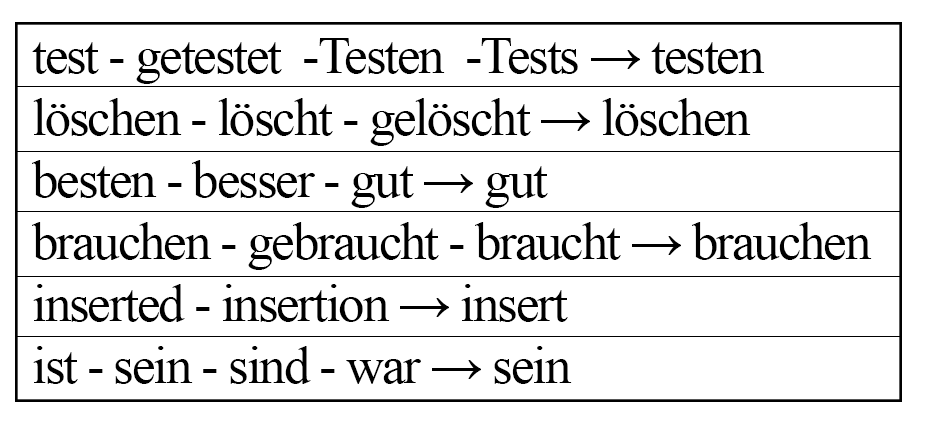 test - getestet -Testen -Tests → testen
löschen - löscht - gelöscht → löschen
besten - besser - gut → gut
brauchen - gebraucht - braucht → brauchen
inserted - insertion → insert
ist - sein - sind - war → sein